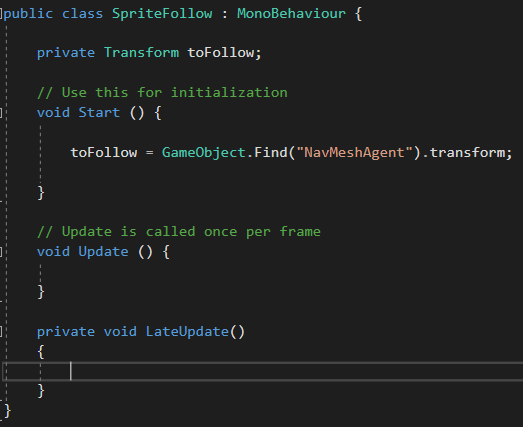 public class SpriteFollow : MonoBehaviour {
private Transform toFollow;
// Use this for initialization
void Start () {
toFollow = GameObject.Find("NavMeshAgent").transform;
}
// Update is called once per frame
void Update () {
}
private void LateUpdate()
{
}
}